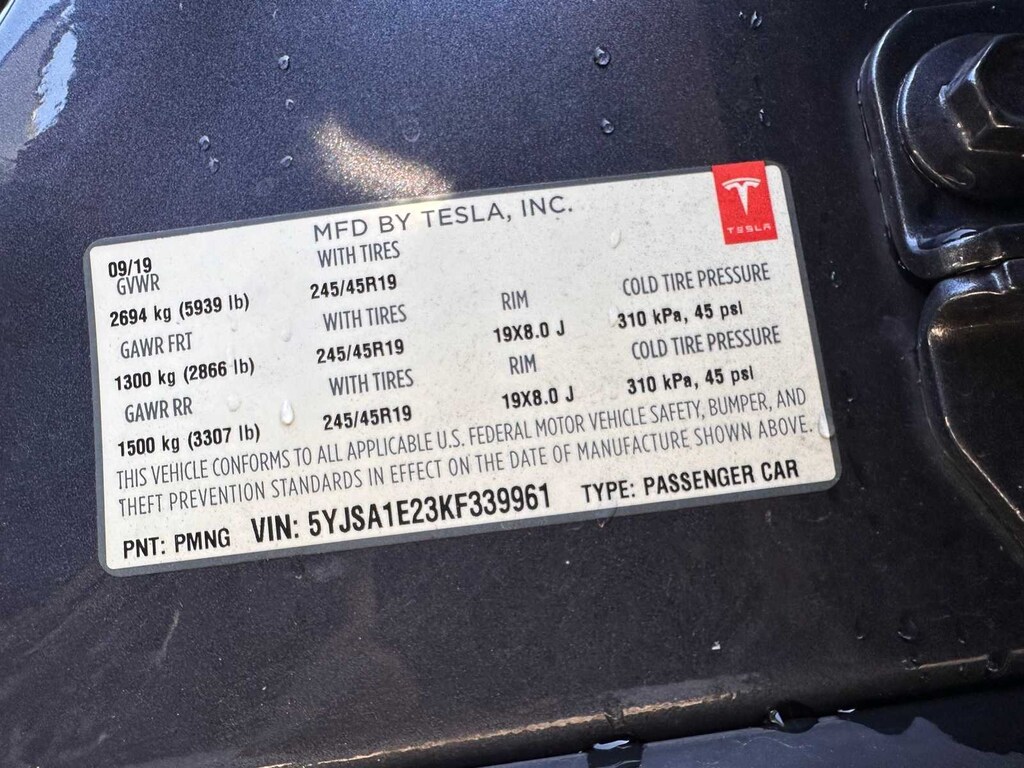 MFD BY TESLA, INC.
TESLA
09/19
GVWR WITH TIRES
2694 kg (5939 lb) 245/45R19
GAWR FRT WITH TIRES RIM COLD TIRE PRESSURE
1300 kg (2866 lb) 245/45R19 19X8.0 J 310 kPa, 45 psi
GAWR RR WITH TIRES RIM COLD TIRE PRESSURE
1500 kg (3307 lb) 245/45R19 19X8.0 J 310 kPa, 45 psi
THIS VEHICLE CONFORMS TO ALL APPLICABLE U.S. FEDERAL MOTOR VEHICLE SAFETY, BUMPER, AND
THEFT PREVENTION STANDARDS IN EFFECT ON THE DATE OF MANUFACTURE SHOWN ABOVE.
PNT: PMNG VIN: 5YJSA1E23KF339961 TYPE: PASSENGER CAR